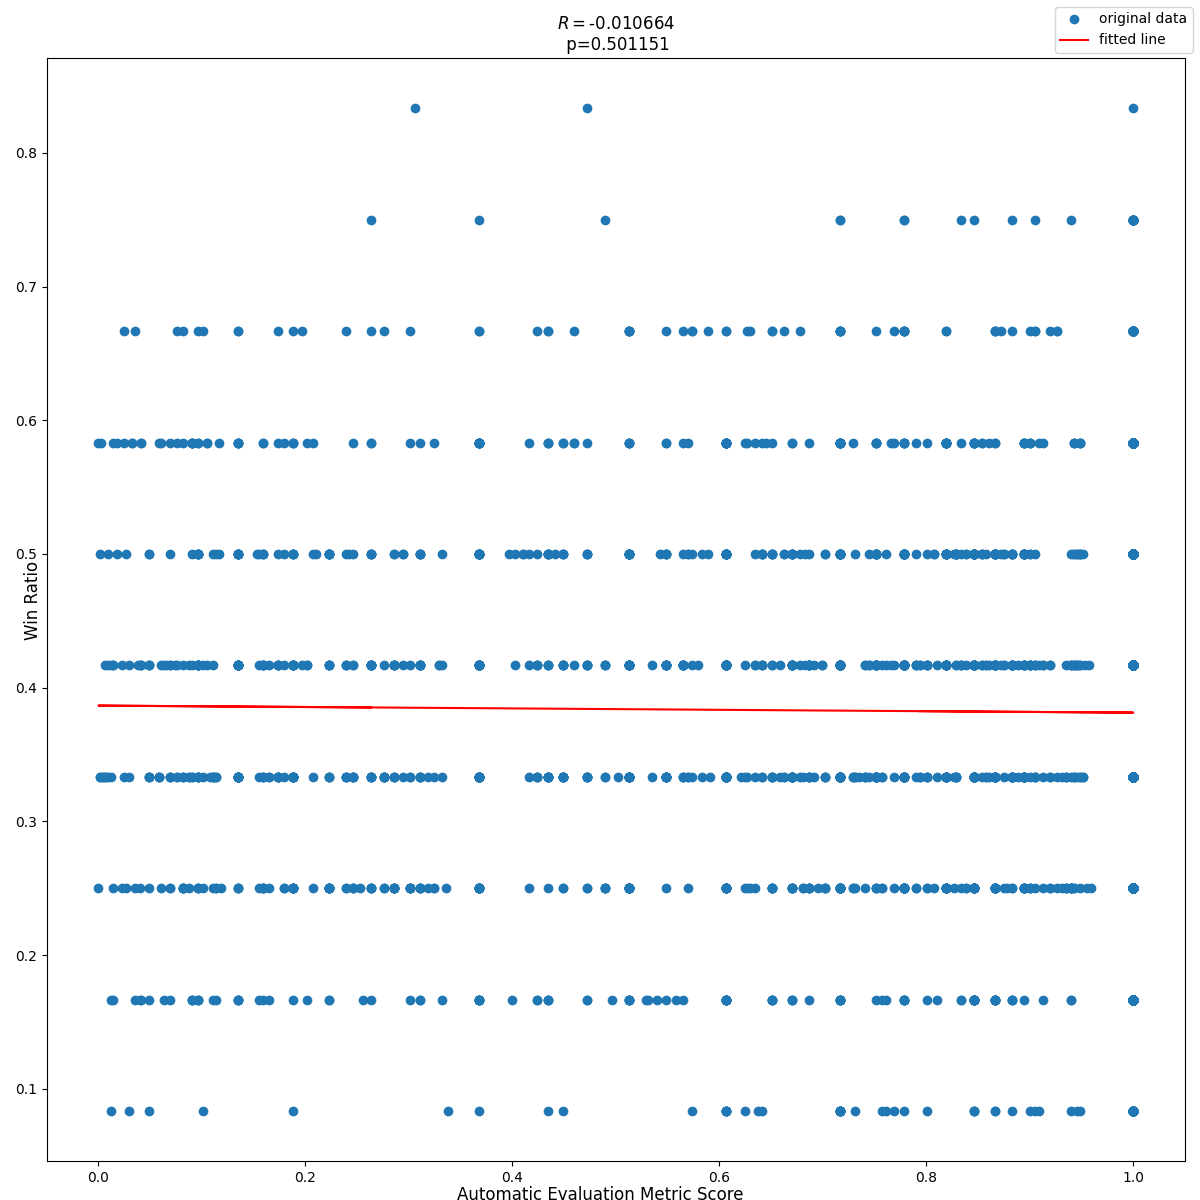 R = -0.010664
p=0.501151
original data
fitted line
0.8
0.7
0.6
0.5
0.4
0.3
0.2
0.1
Win Ratio
0.0 0.2 0.4 0.6 0.8 1.0
Automatic Evaluation Metric Score